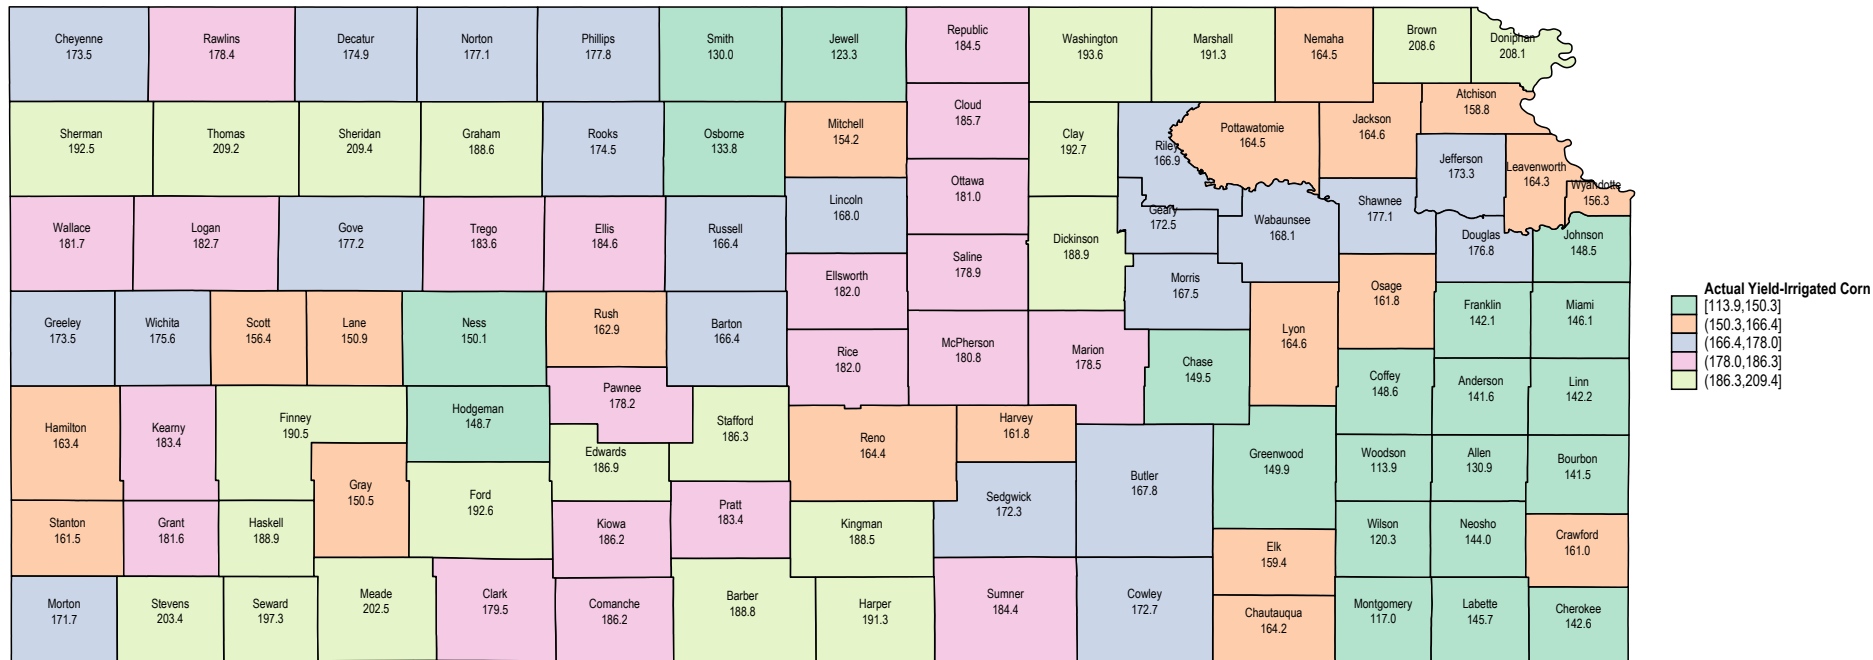 Cheyenne
173.5
Rawlins
178.4
Decatur
174.9
Norton
177.1
Phillips
177.8
Smith
130.0
Jewell
123.3
Republic
184.5
Washington
193.6
Marshall
191.3
Nemaha
164.5
Brown
208.6
Doniphan
208.1
Sherman
192.5
Thomas
209.2
Sheridan
209.4
Graham
188.6
Rooks
174.5
Osborne
133.8
Mitchell
154.2
Cloud
185.7
Clay
192.7
Riley
166.9
Pottawatomie
164.5
Jackson
164.6
Atchison
158.8
Jefferson
173.3
Leavenworth
164.3
Wyandotte
156.3
Wallace
181.7
Logan
182.7
Gove
177.2
Trego
183.6
Ellis
184.6
Russell
166.4
Lincoln
168.0
Ottawa
181.0
Dickinson
188.9
Geary
172.5
Wabaunsee
168.1
Shawnee
177.1
Douglas
176.8
Johnson
148.5
Ellsworth
182.0
Saline
178.9
Morris
167.5
Osage
161.8
Franklin
142.1
Miami
146.1
Greeley
173.5
Wichita
175.6
Scott
156.4
Lane
150.9
Ness
150.1
Rush
162.9
Barton
166.4
Rice
182.0
McPherson
180.8
Marion
178.5
Chase
149.5
Lyon
164.6
Coffey
148.6
Anderson
141.6
Linn
142.2
Hamilton
163.4
Kearny
183.4
Finney
190.5
Hodgeman
148.7
Pawnee
178.2
Stafford
186.3
Reno
164.4
Harvey
161.8
Gray
150.5
Ford
192.6
Edwards
186.9
Sedgwick
172.3
Butler
167.8
Greenwood
149.9
Woodson
113.9
Allen
130.9
Bourbon
141.5
Stanton
161.5
Grant
181.6
Haskell
188.9
Kiowa
186.2
Pratt
183.4
Kingman
188.5
Elk
159.4
Wilson
120.3
Neosho
144.0
Crawford
161.0
Morton
171.7
Stevens
203.4
Seward
197.3
Meade
202.5
Clark
179.5
Comanche
186.2
Barber
188.8
Harper
191.3
Sumner
184.4
Cowley
172.7
Chautauqua
164.2
Montgomery
117.0
Labette
145.7
Cherokee
142.6
Actual Yield-Irrigated Corn
[113.9,150.3]
(150.3,166.4]
(166.4,178.0]
(178.0,186.3]
(186.3,209.4]